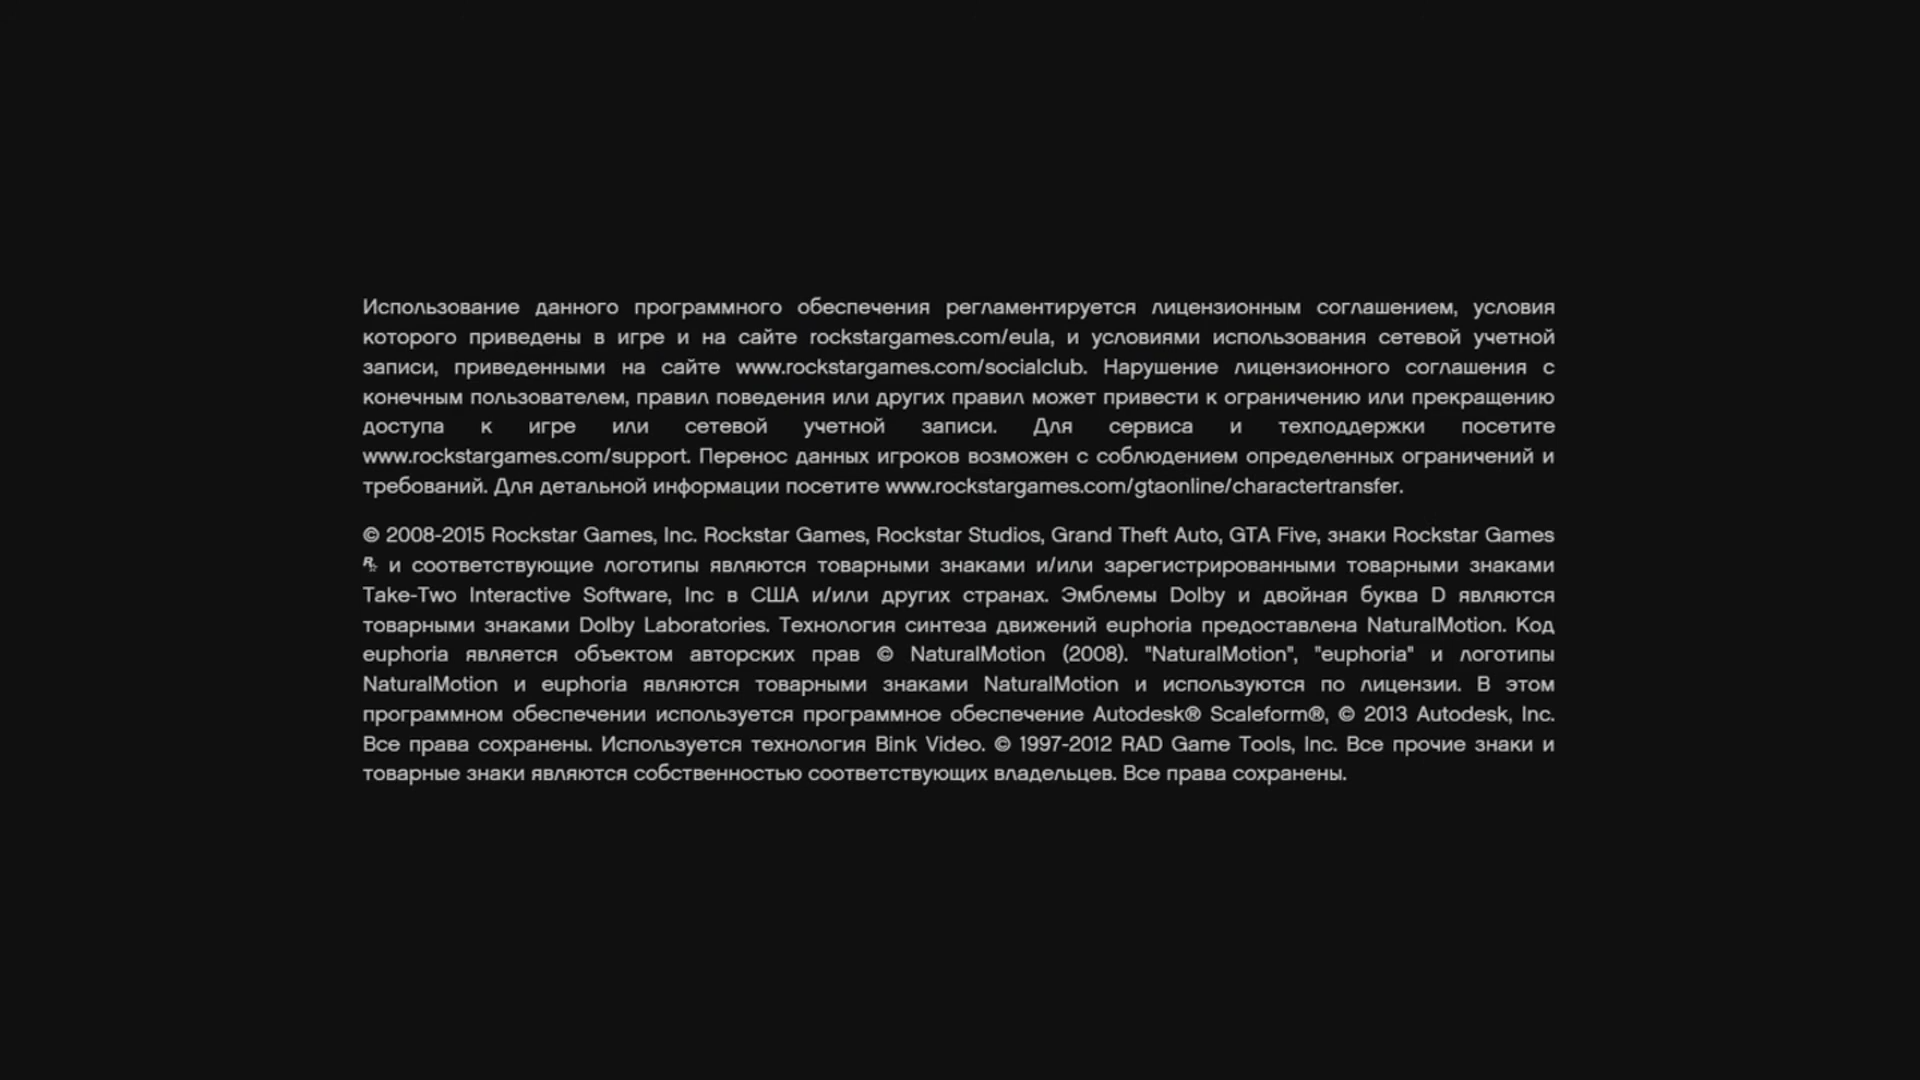 Использование данного программного обеспечения регламентируется лицензионным соглашением, условия
которого приведены в игре и на сайте rockstargames.com/eula, и условиями использования сетевой учетной
записи, приведенными на сайте www.rockstargames.com/socialclub. Нарушение лицензионного соглашения с
конечным пользователем, правил поведения или других правил может привести к ограничению или прекращению
доступа к игре или сетевой учетной записи. Для сервиса и техподдержки посетите
www.rockstargames.com/support. Перенос данных игроков возможен с соблюдением определенных ограничений и
требований. Для детальной информации посетите www.rockstargames.com/gtaonline/charactertransfer.
© 2008-2015 Rockstar Games, Inc. Rockstar Games, Rockstar Studios, Grand Theft Auto, GTA Five, знаки Rockstar Games
R* и соответствующие логотипы являются товарными знаками и/или зарегистрированными товарными знаками
Take-Two Interactive Software, Inc в США и/или других странах. Эмблемы Dolby и двойная буква D являются
товарными знаками Dolby Laboratories. Технология синтеза движений euphoria предоставлена NaturalMotion. Код
euphoria является объектом авторских прав © NaturalMotion (2008). "NaturalMotion", "euphoria" и логотипы
NaturalMotion и euphoria являются товарными знаками NaturalMotion и используются по лицензии. В этом
программном обеспечении используется программное обеспечение Autodesk® Scaleform®, © 2013 Autodesk, Inc.
Все права сохранены. Используется технология Bink Video. © 1997-2012 RAD Game Tools, Inc. Все прочие знаки и
товарные знаки являются собственностью соответствующих владельцев. Все права сохранены.